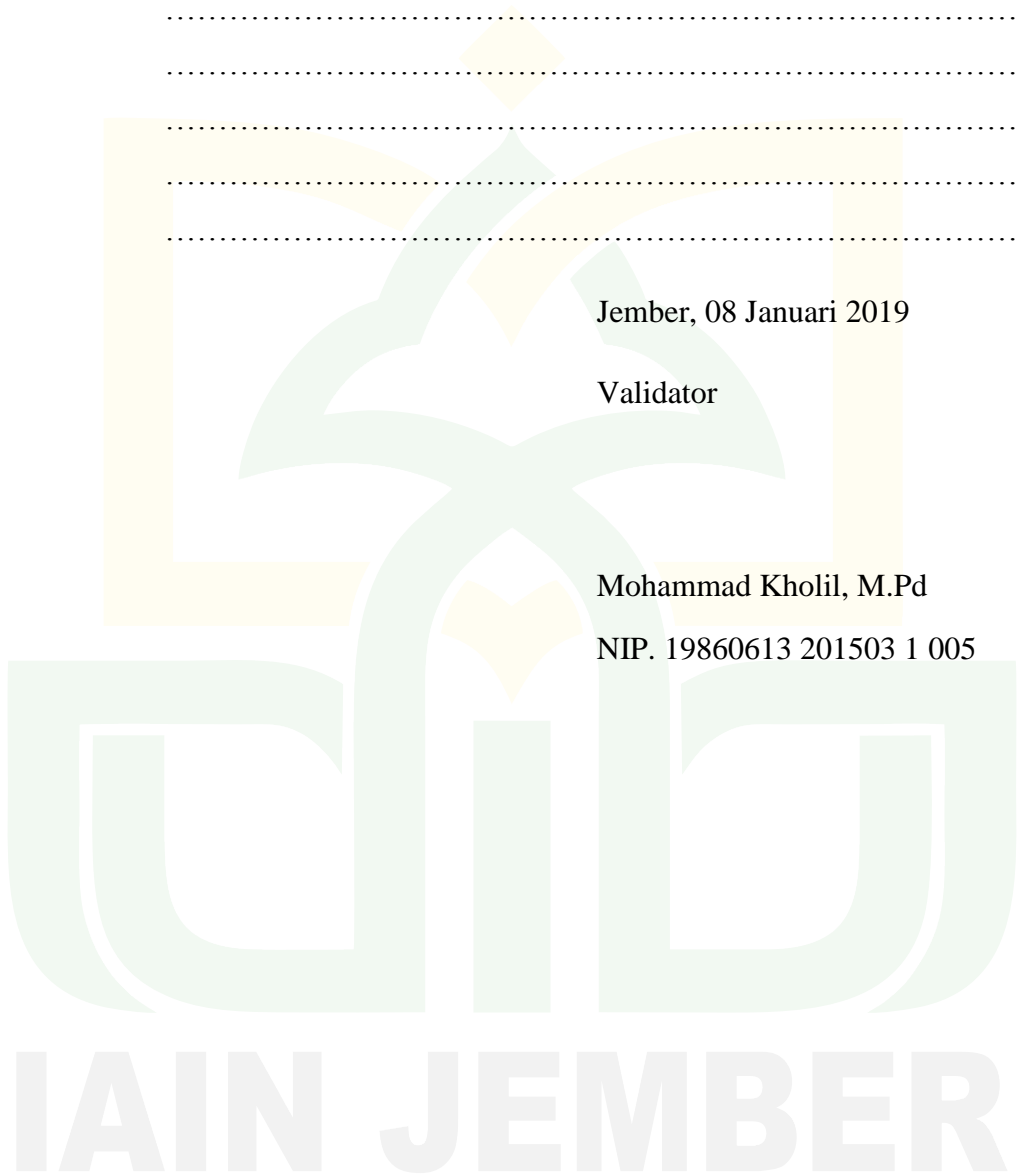 ……………………………………………………………………………
……………………………………………………………………………
……………………………………………………………………………
……………………………………………………………………………
……………………………………………………………………………
Jember, 08 Januari 2019
Validator
Mohammad Kholil, M.Pd
NIP. 19860613 201503 1 005
IAIN JEMBER